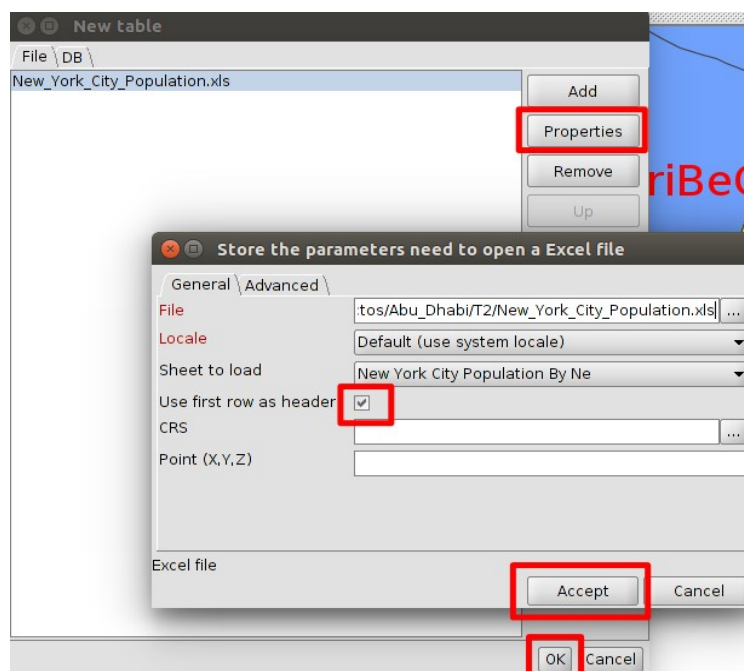 New table
File DB
New_York_City_Population.xls
Add
Properties
Remove
Up
riBe
Store the parameters need to open a Excel file
General Advanced
File :tos/Abu_Dhabi/T2/New_York_City_Population.xls ...
Locale Default (use system locale)
Sheet to load New York City Population By Ne
Use first row as header
CRS ...
Point (X,Y,Z)
Excel file
Accept Cancel
OK Cancel